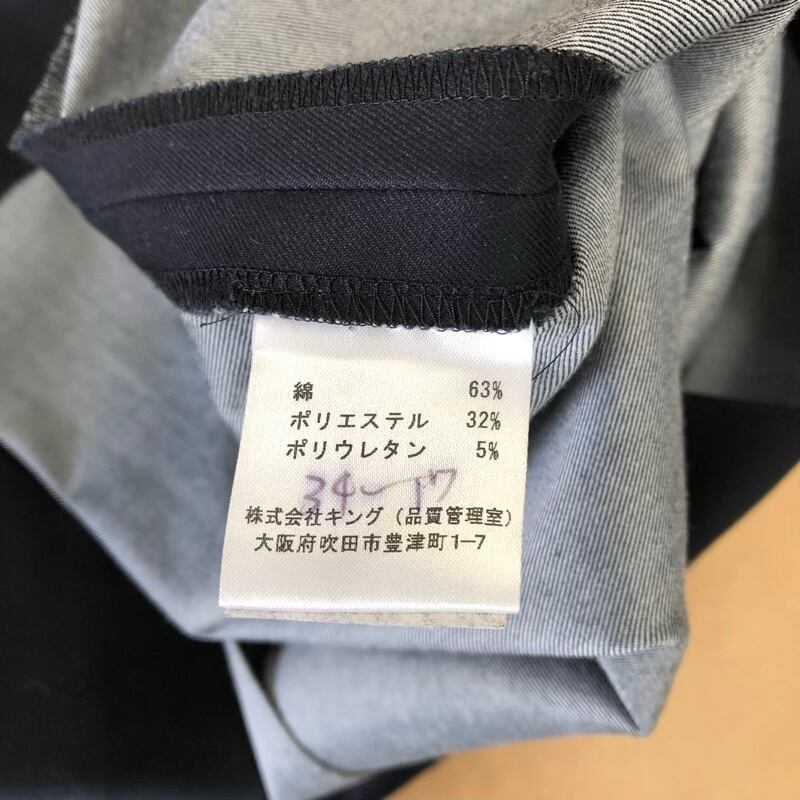 綿 63%
ポリエステル 32%
ポリウレタン 5%
34~17
株式会社キング(品質管理室)
大阪府吹田市豊津町1-7